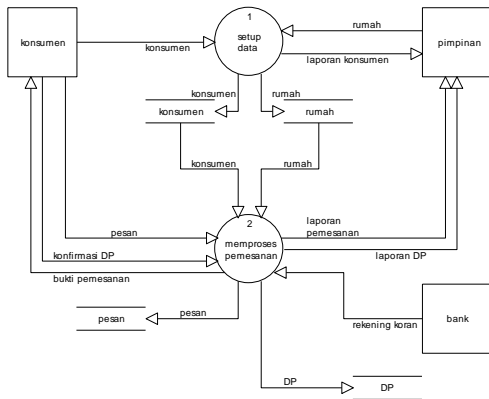 konsumen
1
setup
data
pimpinan
konsumen
rumah
laporan konsumen
konsumen
rumah
konsumen
rumah
konsumen
rumah
2
memproses
pemesanan
pesan
konfirmasi DP
bukti pemesanan
laporan
pemesanan
laporan DP
pesan
pesan
rekening koran
bank
DP
DP